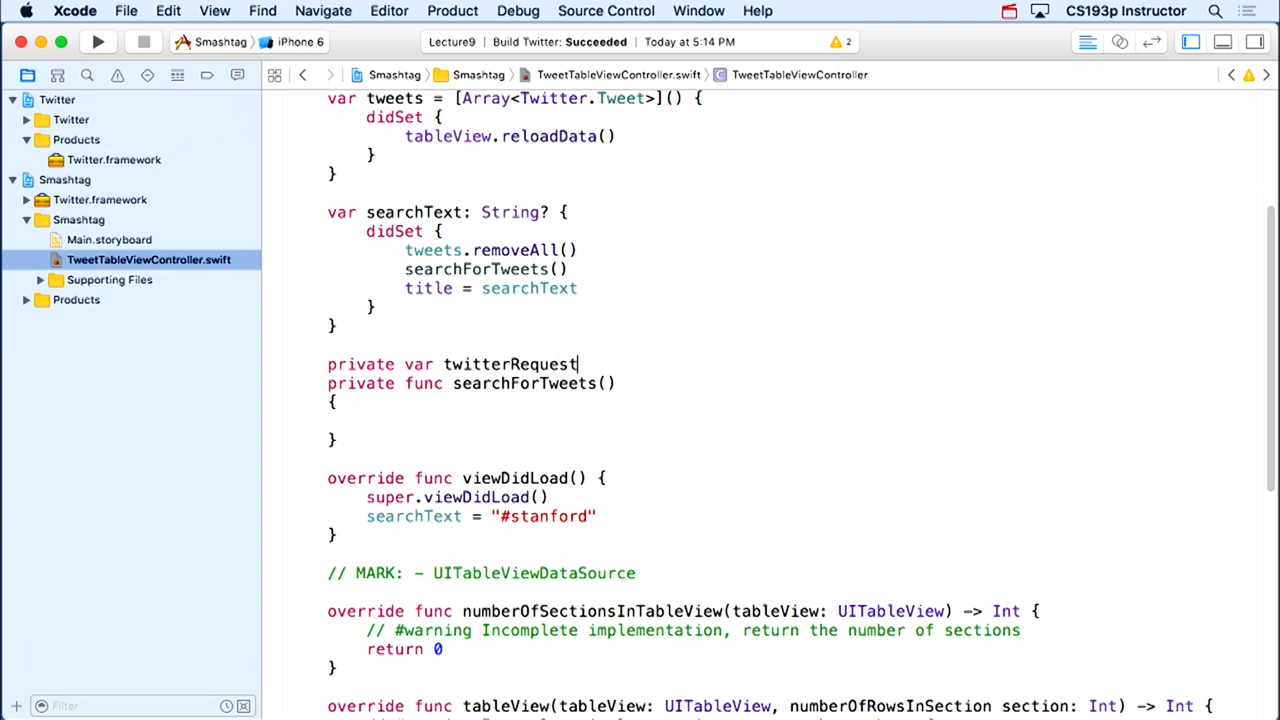 Xcode File Edit View Find Navigate Editor Product Debug Source Control Window Help CS193p Instructor
Smashtag iPhone 6 Lecture9 Build Twitter: Succeeded Today at 5:14 PM 2
Smashtag Smashtag TweetTableViewController.swift TweetTableViewController
Twitter
Twitter
Products
Twitter.framework
Smashtag
Twitter.framework
Smashtag
Main.storyboard
TweetTableViewController.swift
Supporting Files
Products
Filter
var tweets = [Array<Twitter.Tweet>]() {
didSet {
tableView.reloadData()
}
}
var searchText: String? {
didSet {
tweets.removeAll()
searchForTweets()
title = searchText
}
}
private var twitterRequest
private func searchForTweets()
{
}
override func viewDidLoad() {
super.viewDidLoad()
searchText = "#stanford"
}
// MARK: - UITableViewDataSource
override func numberOfSectionsInTableView(tableView: UITableView) -> Int {
// #warning Incomplete implementation, return the number of sections
return 0
}
override func tableView(tableView: UITableView, numberOfRowsInSection section: Int) -> Int {